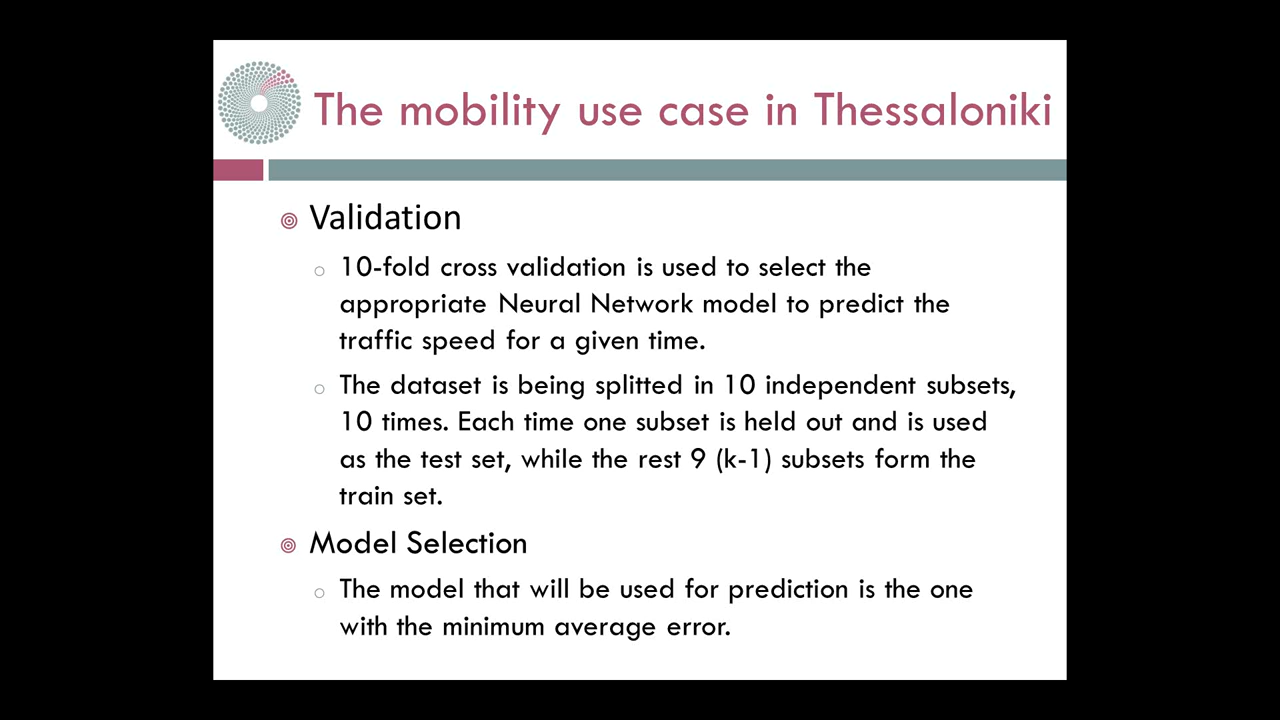 The mobility use case in Thessaloniki
Validation
10-fold cross validation is used to select the
appropriate Neural Network model to predict the
traffic speed for a given time.
The dataset is being splitted in 10 independent subsets,
10 times. Each time one subset is held out and is used
as the test set, while the rest 9 (k-1) subsets form the
train set.
Model Selection
The model that will be used for prediction is the one
with the minimum average error.